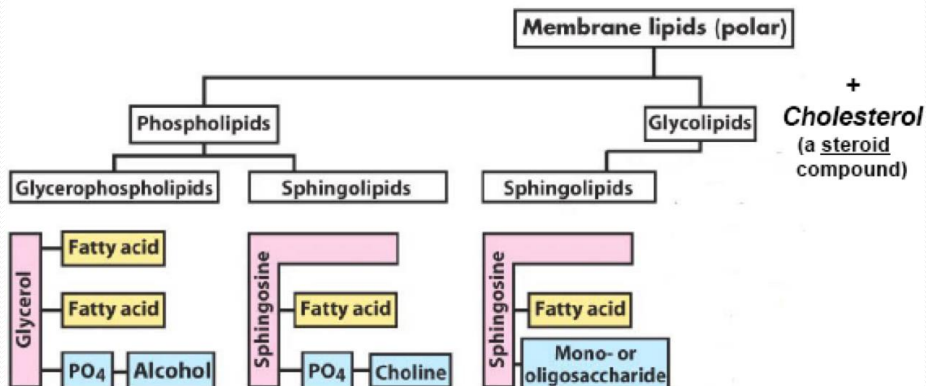 Membrane lipids (polar)
+
Cholesterol
(a steroid
compound)
Phospholipids
Glycolipids
Glycerophospholipids
Sphingolipids
Sphingolipids
Glycerol
Fatty acid
Fatty acid
PO4
Alcohol
Sphingosine
Fatty acid
PO4
Choline
Sphingosine
Fatty acid
Mono- or
oligosaccharide